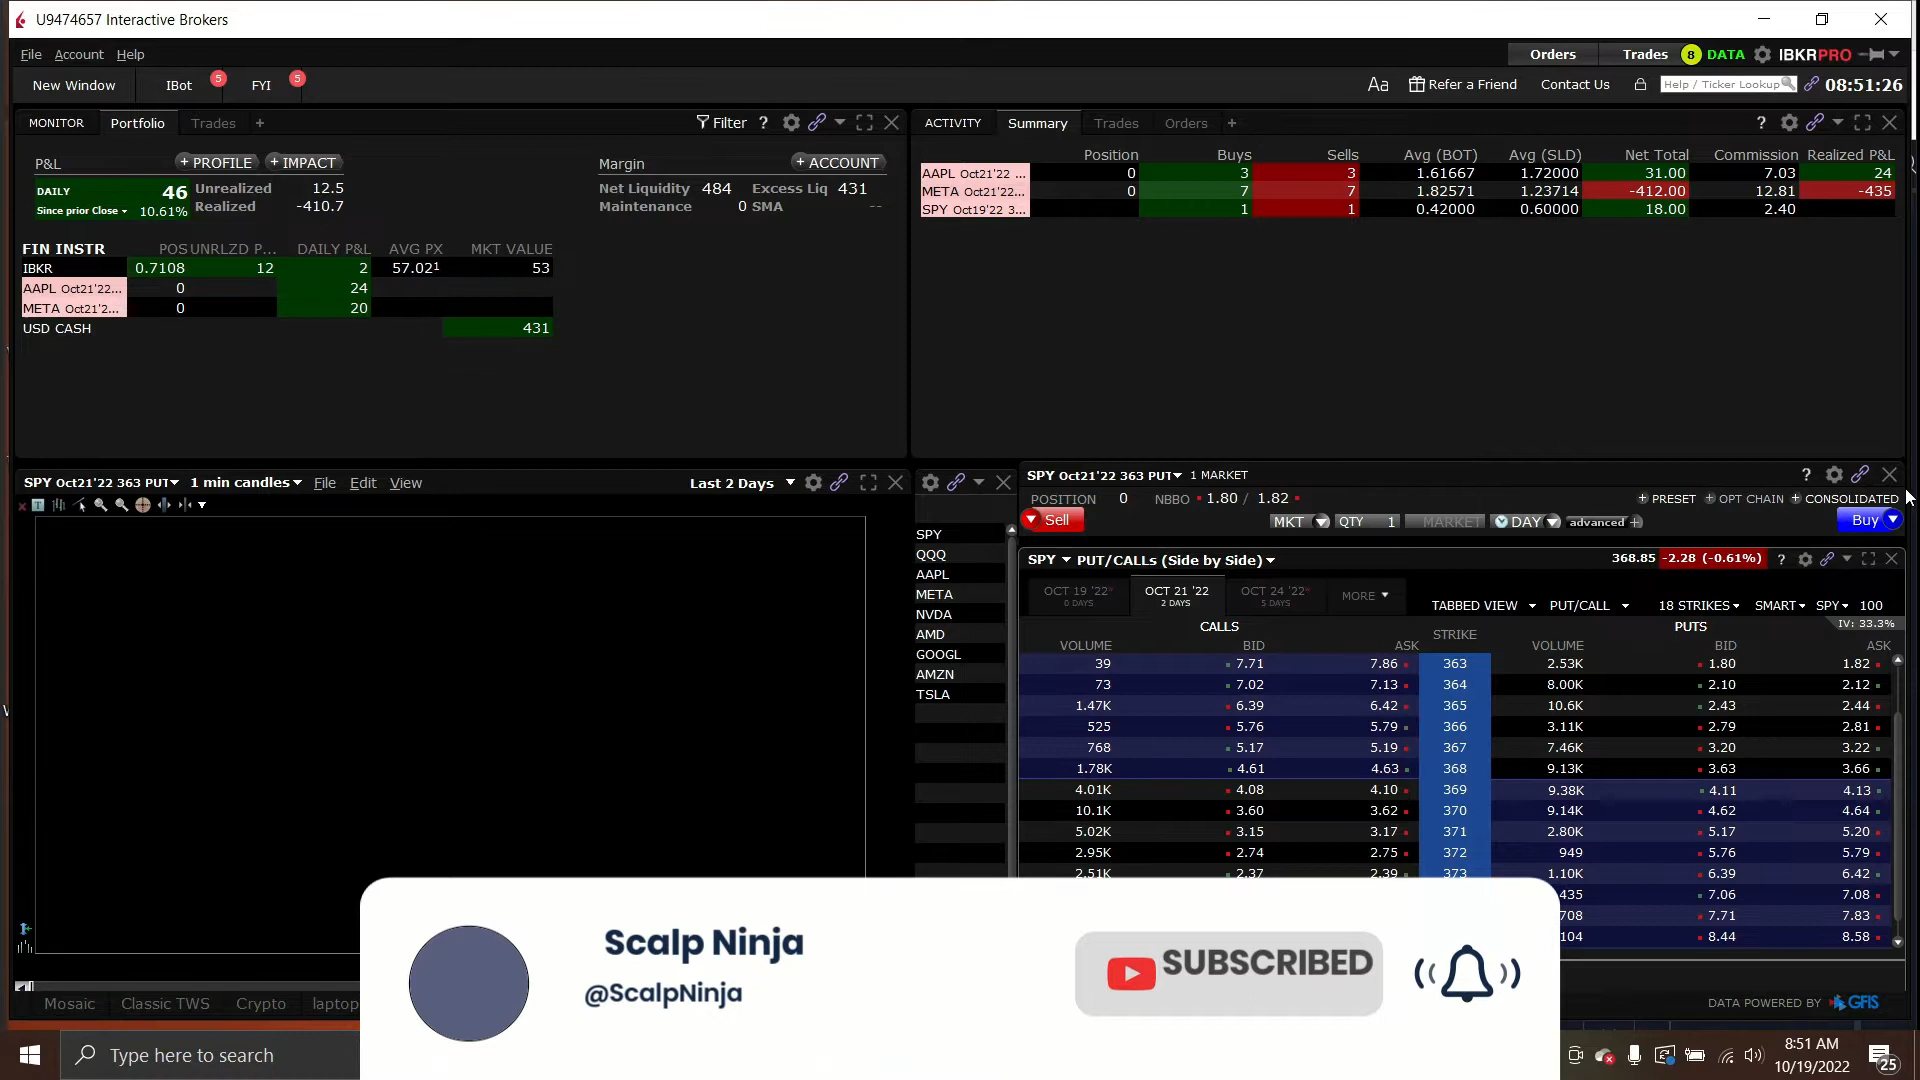 U9474657 Interactive Brokers
File Account Help
Orders Trades 8 DATA IBKRPRO
New Window IBot 5 FYI 5
Aa Refer a Friend Contact Us Help / Ticker Lookup 08:51:26
MONITOR Portfolio Trades + Filter ?
P&L + PROFILE + IMPACT
Margin + ACCOUNT
DAILY 46 Unrealized 12.5
Since prior Close 10.61% Realized -410.7
Net Liquidity 484 Excess Liq 431
Maintenance 0 SMA --
FIN INSTR POS UNRLZD P... DAILY P&L AVG PX MKT VALUE
IBKR 0.7108 12 2 57.02¹ 53
AAPL Oct21'22... 0 24
META Oct21'2... 0 20
USD CASH 431
ACTIVITY Summary Trades Orders + ?
Position Buys Sells Avg (BOT) Avg (SLD) Net Total Commission Realized P&L
AAPL Oct21'22 ... 0 3 3 1.61667 1.72000 31.00 7.03 24
META Oct21'22... 0 7 7 1.82571 1.23714 -412.00 12.81 -435
SPY Oct19'22 3... 1 1 0.42000 0.60000 18.00 2.40
SPY Oct21'22 363 PUT 1 min candles File Edit View Last 2 Days
SPY
QQQ
AAPL
META
NVDA
AMD
GOOGL
AMZN
TSLA
SPY Oct21'22 363 PUT 1 MARKET ?
POSITION 0 NBBO 1.80 / 1.82 + PRESET + OPT CHAIN + CONSOLIDATED
Sell MKT QTY 1 MARKET DAY advanced + Buy
SPY PUT/CALLs (Side by Side) 368.85 -2.28 (-0.61%) ?
OCT 19 '22 OCT 21 '22 OCT 24 '22 MORE
0 DAYS 2 DAYS 5 DAYS
TABBED VIEW PUT/CALL 18 STRIKES SMART SPY 100
CALLS STRIKE PUTS IV: 33.3%
VOLUME BID ASK VOLUME BID ASK
39 7.71 7.86 363 2.53K 1.80 1.82
73 7.02 7.13 364 8.00K 2.10 2.12
1.47K 6.39 6.42 365 10.6K 2.43 2.44
525 5.76 5.79 366 3.11K 2.79 2.81
768 5.17 5.19 367 7.46K 3.20 3.22
1.78K 4.61 4.63 368 9.13K 3.63 3.66
4.01K 4.08 4.10 369 9.38K 4.11 4.13
10.1K 3.60 3.62 370 9.14K 4.62 4.64
5.02K 3.15 3.17 371 2.80K 5.17 5.20
2.95K 2.74 2.75 372 949 5.76 5.79
2.51K 2.37 2.39 373 1.10K 6.39 6.42
435 7.06 7.08
708 7.71 7.83
104 8.44 8.58
Scalp Ninja
@ScalpNinja
SUBSCRIBED
DATA POWERED BY GFIS
Mosaic Classic TWS Crypto laptop
Type here to search
8:51 AM
10/19/2022
25